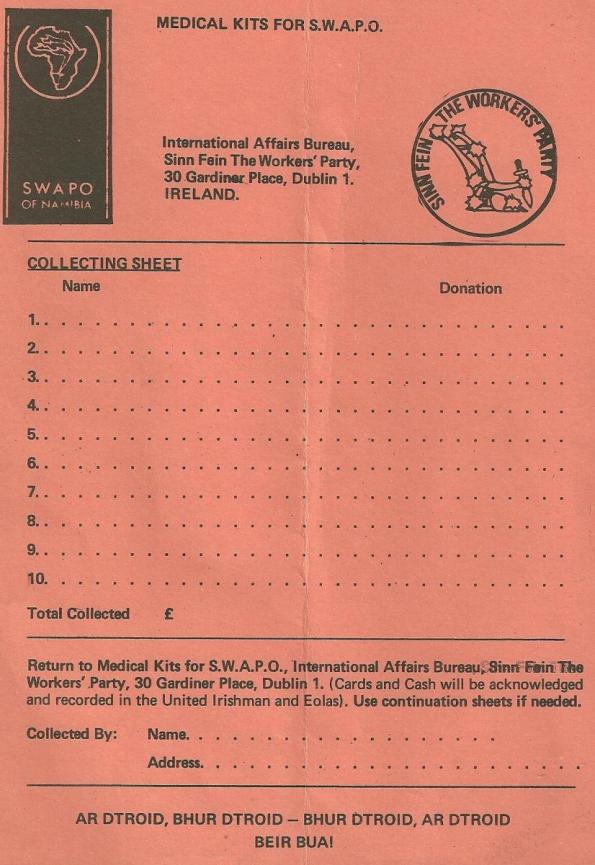 MEDICAL KITS FOR S.W.A.P.O.
SWAPO
OF NAMIBIA
International Affairs Bureau,
Sinn Fein The Workers' Party,
30 Gardiner Place, Dublin 1.
IRELAND.
SINN FEIN THE WORKERS' PARTY
COLLECTING SHEET
Name Donation
1. . . . . . . . . . . . . . . . . . . . . . . . .
2. . . . . . . . . . . . . . . . . . . . . . . . .
3. . . . . . . . . . . . . . . . . . . . . . . . .
4. . . . . . . . . . . . . . . . . . . . . . . . .
5. . . . . . . . . . . . . . . . . . . . . . . . .
6. . . . . . . . . . . . . . . . . . . . . . . . .
7. . . . . . . . . . . . . . . . . . . . . . . . .
8. . . . . . . . . . . . . . . . . . . . . . . . .
9. . . . . . . . . . . . . . . . . . . . . . . . .
10. . . . . . . . . . . . . . . . . . . . . . . . .
Total Collected £
Return to Medical Kits for S.W.A.P.O., International Affairs Bureau, Sinn Fein The
Workers' Party, 30 Gardiner Place, Dublin 1. (Cards and Cash will be acknowledged
and recorded in the United Irishman and Eolas). Use continuation sheets if needed.
Collected By: Name. . . . . . . . . . . . . . . .
Address. . . . . . . . . . . . . . . . . . . .
AR DTROID, BHUR DTROID – BHUR DTROID, AR DTROID
BEIR BUA!